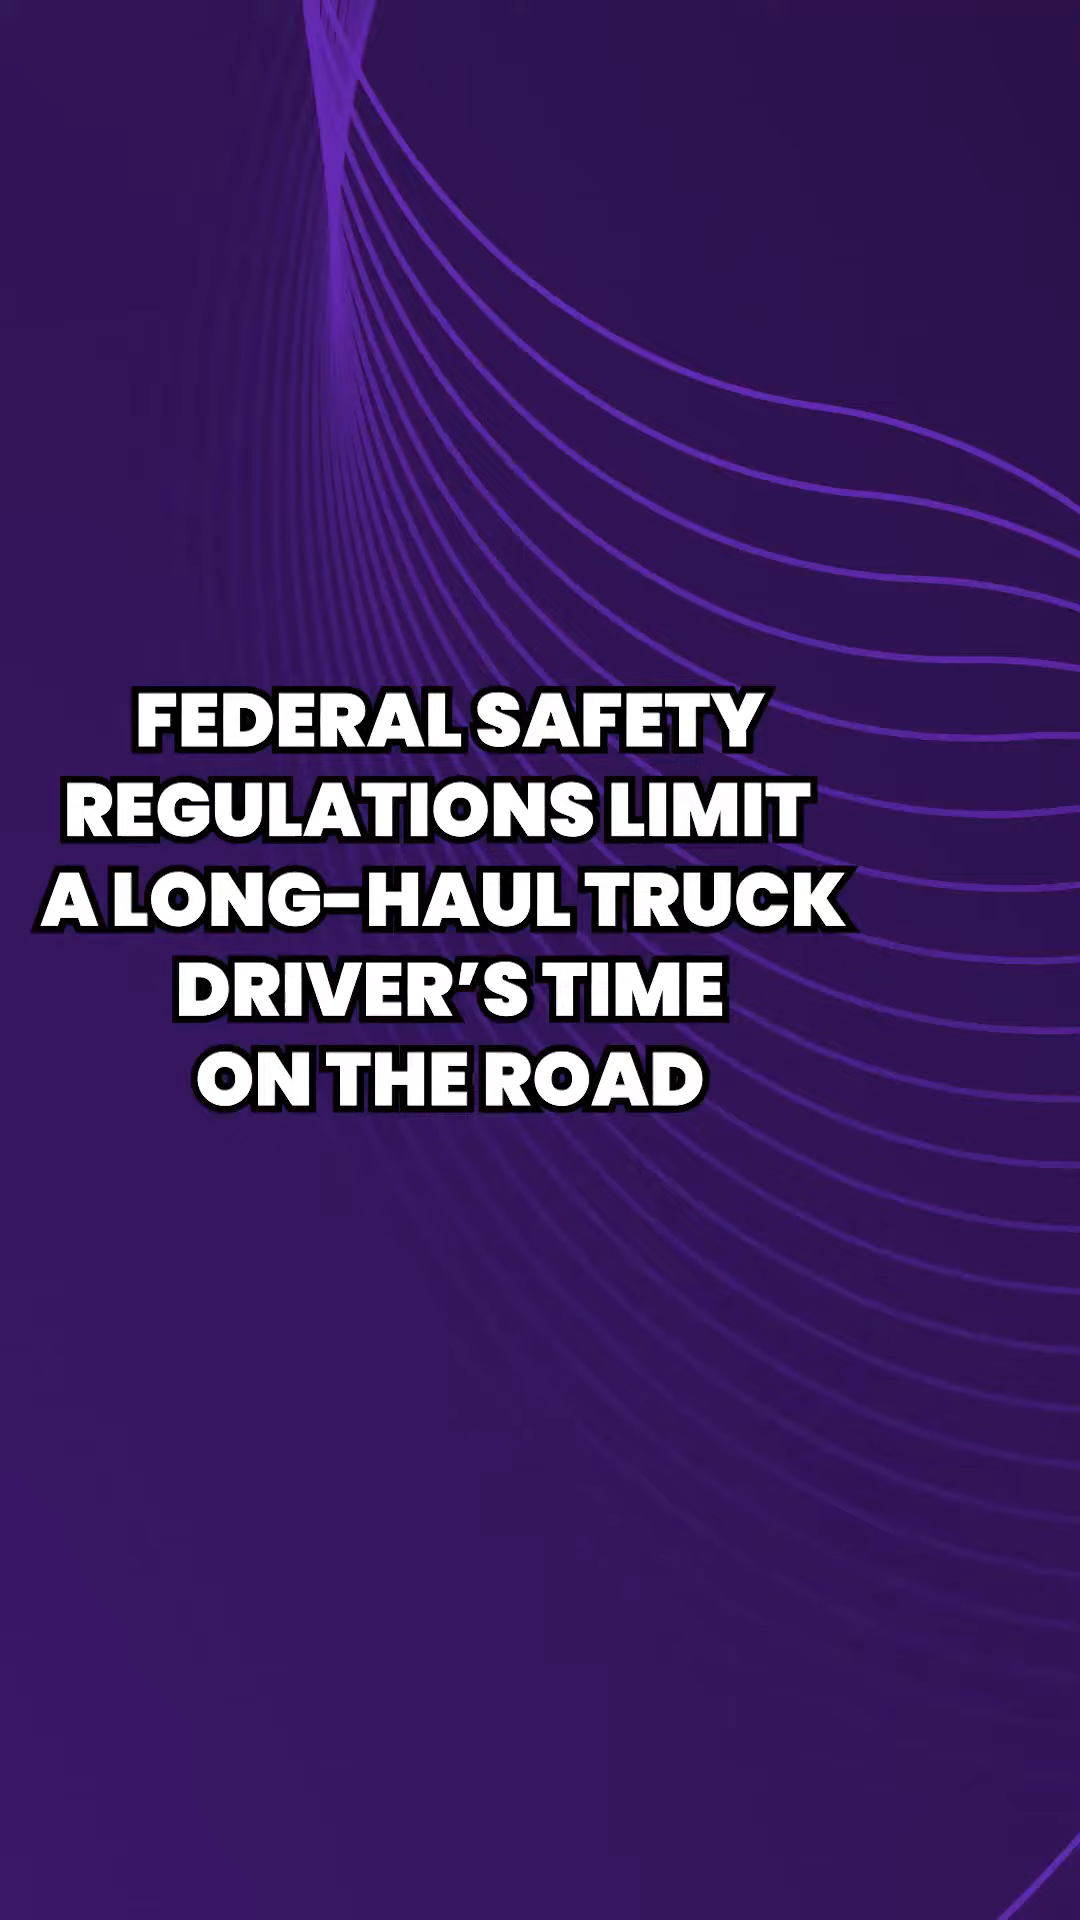 FEDERAL SAFETY
REGULATIONS LIMIT
A LONG-HAUL TRUCK
DRIVER’S TIME
ON THE ROAD